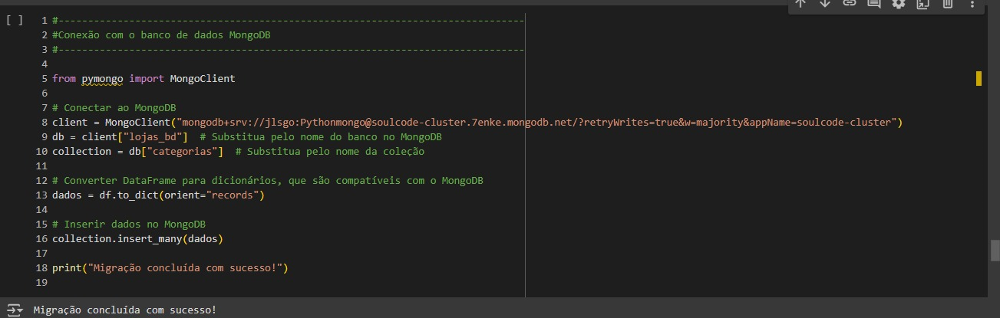 [ ]
1 #-------------------------------------------------------------------------------
2 #Conexão com o banco de dados MongoDB
3 #-------------------------------------------------------------------------------
4
5 from pymongo import MongoClient
6
7 # Conectar ao MongoDB
8 client = MongoClient("mongodb+srv://jlsgo:Pythonmongo@soulcode-cluster.7enke.mongodb.net/?retryWrites=true&w=majority&appName=soulcode-cluster")
9 db = client["lojas_bd"]  # Substitua pelo nome do banco no MongoDB
10 collection = db["categorias"]  # Substitua pelo nome da coleção
11
12 # Converter DataFrame para dicionários, que são compatíveis com o MongoDB
13 dados = df.to_dict(orient="records")
14
15 # Inserir dados no MongoDB
16 collection.insert_many(dados)
17
18 print("Migração concluída com sucesso!")
19
Migração concluída com sucesso!